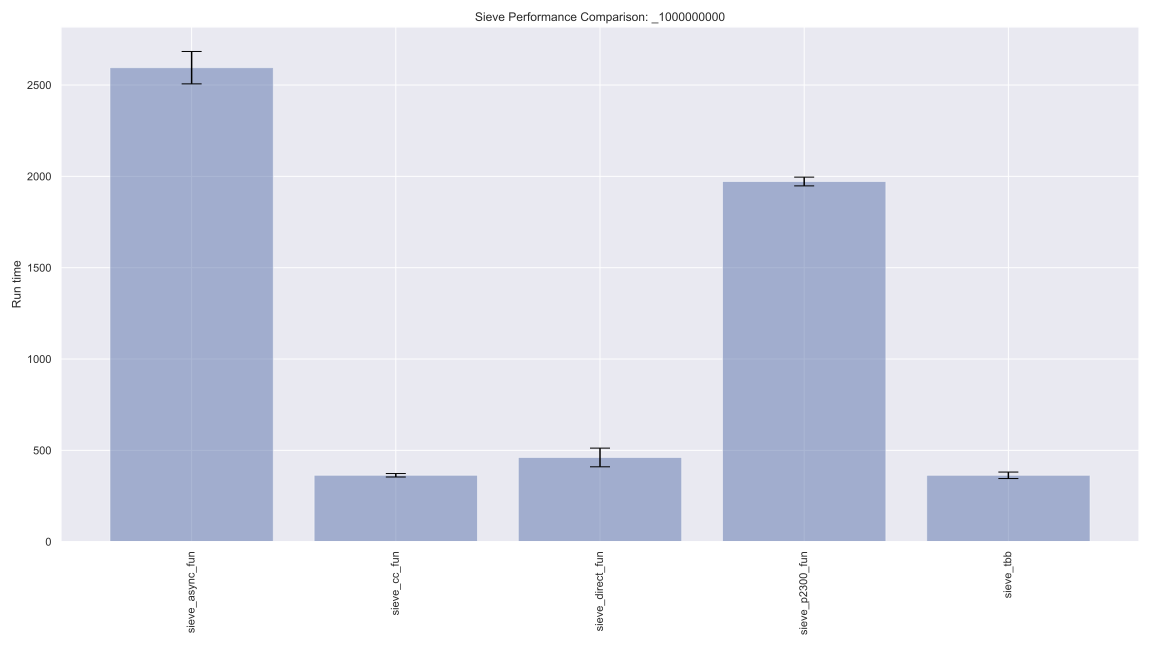 Sieve Performance Comparison: _1000000000
Run time
2500
2000
1500
1000
500
0
sieve_async_fun
sieve_cc_fun
sieve_direct_fun
sieve_p2300_fun
sieve_tbb